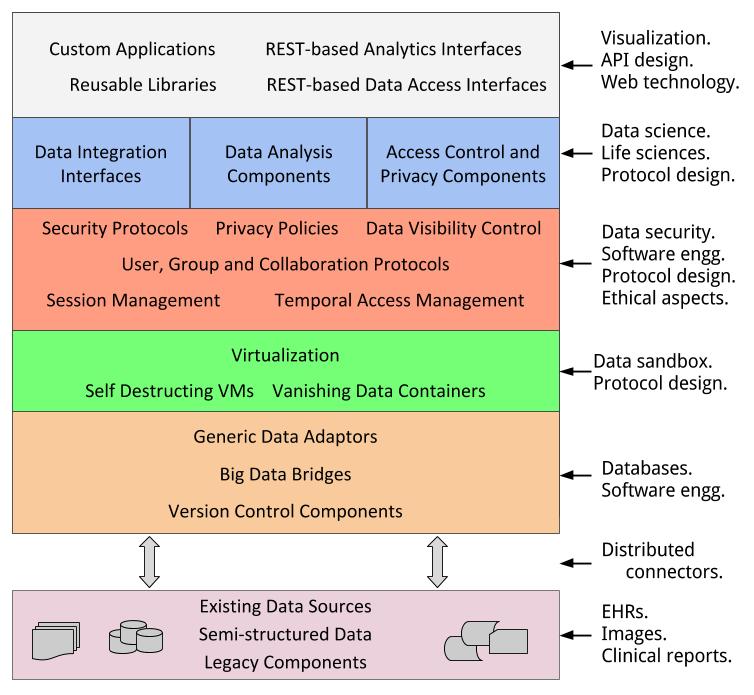 Custom Applications REST-based Analytics Interfaces
Reusable Libraries REST-based Data Access Interfaces
Visualization.
API design.
Web technology.
Data Integration
Interfaces
Data Analysis
Components
Access Control and
Privacy Components
Data science.
Life sciences.
Protocol design.
Security Protocols Privacy Policies Data Visibility Control
User, Group and Collaboration Protocols
Session Management Temporal Access Management
Data security.
Software engg.
Protocol design.
Ethical aspects.
Virtualization
Self Destructing VMs Vanishing Data Containers
Data sandbox.
Protocol design.
Generic Data Adaptors
Big Data Bridges
Version Control Components
Databases.
Software engg.
Distributed
connectors.
Existing Data Sources
Semi-structured Data
Legacy Components
EHRs.
Images.
Clinical reports.